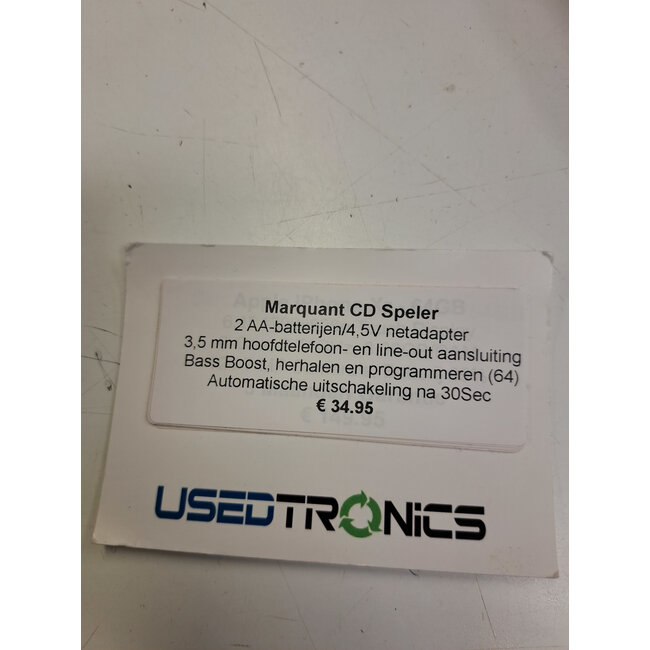 Marquant CD Speler
2 AA-batterijen/4,5V netadapter
3,5 mm hoofdtelefoon- en line-out aansluiting
Bass Boost, herhalen en programmeren (64)
Automatische uitschakeling na 30Sec
€ 34.95
USEDTRONiCS